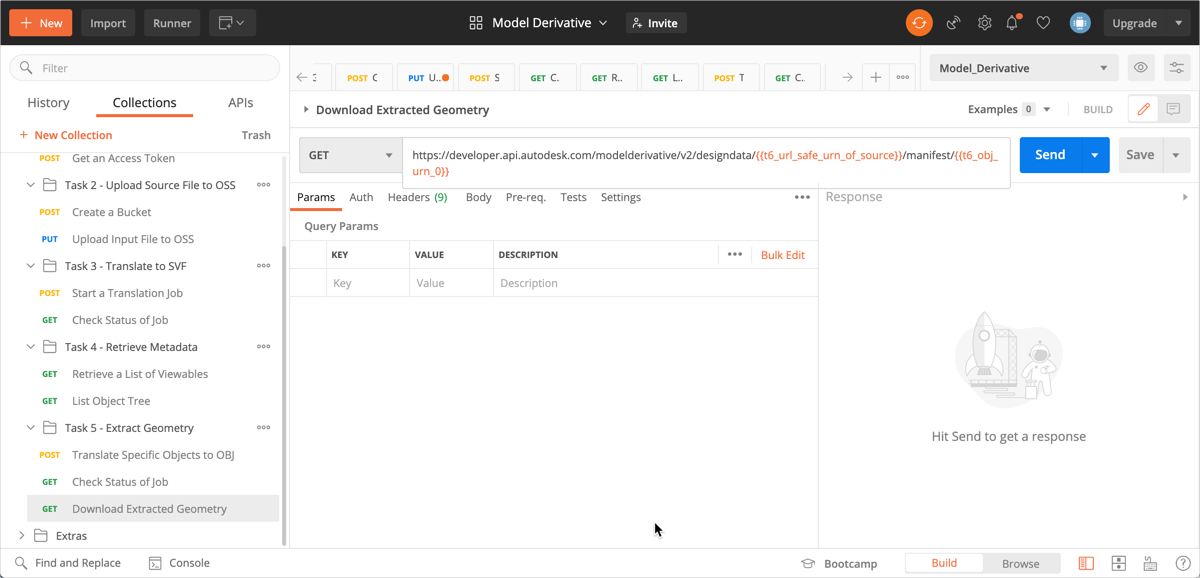 New
Import
Runner
Model Derivative
Invite
Upgrade
Filter
History
Collections
APIs
New Collection
Trash
POST Get an Access Token
Task 2 - Upload Source File to OSS
POST Create a Bucket
PUT Upload Input File to OSS
Task 3 - Translate to SVF
POST Start a Translation Job
GET Check Status of Job
Task 4 - Retrieve Metadata
GET Retrieve a List of Viewables
GET List Object Tree
Task 5 - Extract Geometry
POST Translate Specific Objects to OBJ
GET Check Status of Job
GET Download Extracted Geometry
Extras
POST C
PUT U..
POST S
GET C.
GET R..
GET L..
POST T
GET C.
Model_Derivative
Download Extracted Geometry
Examples 0
BUILD
GET
https://developer.api.autodesk.com/modelderivative/v2/designdata/{{t6_url_safe_urn_of_source}}/manifest/{{t6_obj_
urn_0}}
Send
Save
Params
Auth
Headers (9)
Body
Pre-req.
Tests
Settings
Response
Query Params
KEY
VALUE
DESCRIPTION
Bulk Edit
Key
Value
Description
Hit Send to get a response
Find and Replace
Console
Bootcamp
Build
Browse